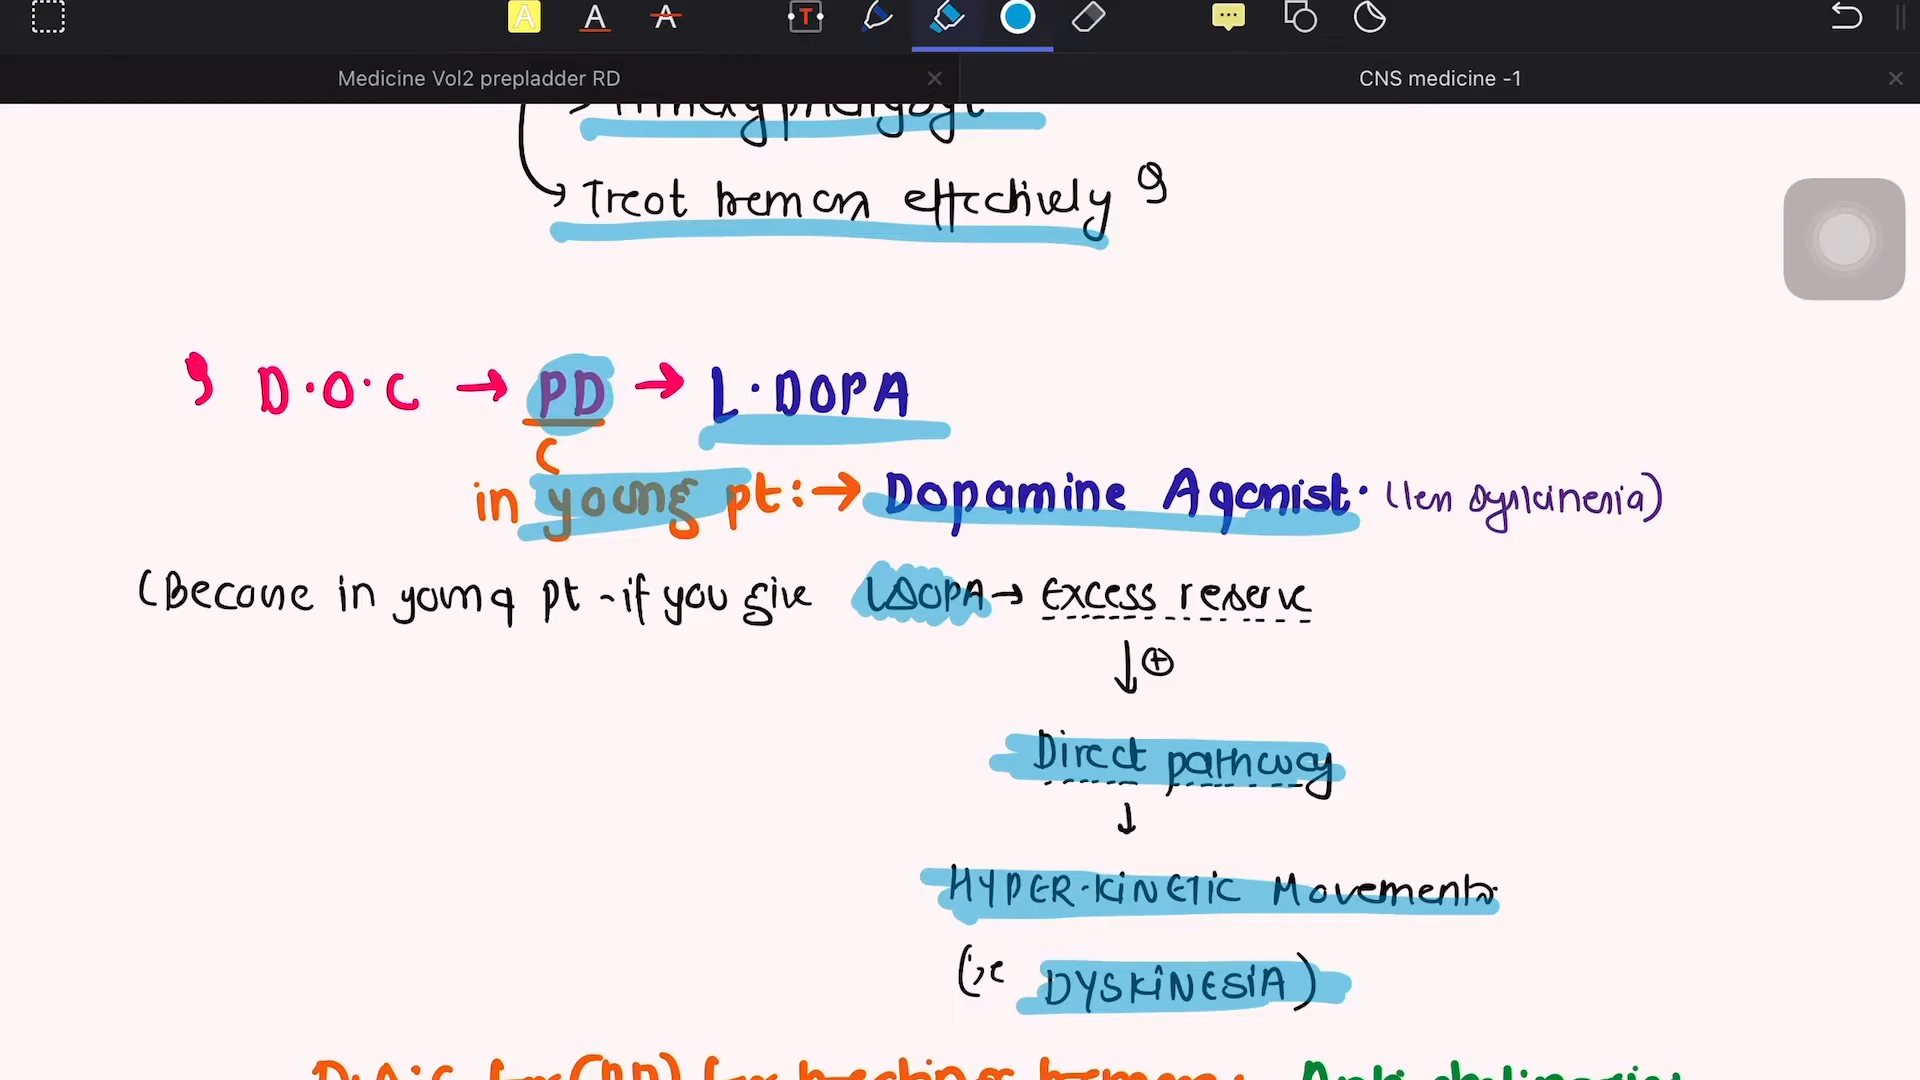 Medicine Vol2 prepladder RD
CNS medicine -1
Treat tremors effectively
D.O.C → PD → L.DOPA
in young pt: → Dopamine Agonist. (less dyskinesia)
(Because in young pt - if you give LDOPA → Excess reserve
↓ ⊕
Direct pathway
↓
HYPER-KINETIC Movements.
(ie DYSKINESIA)